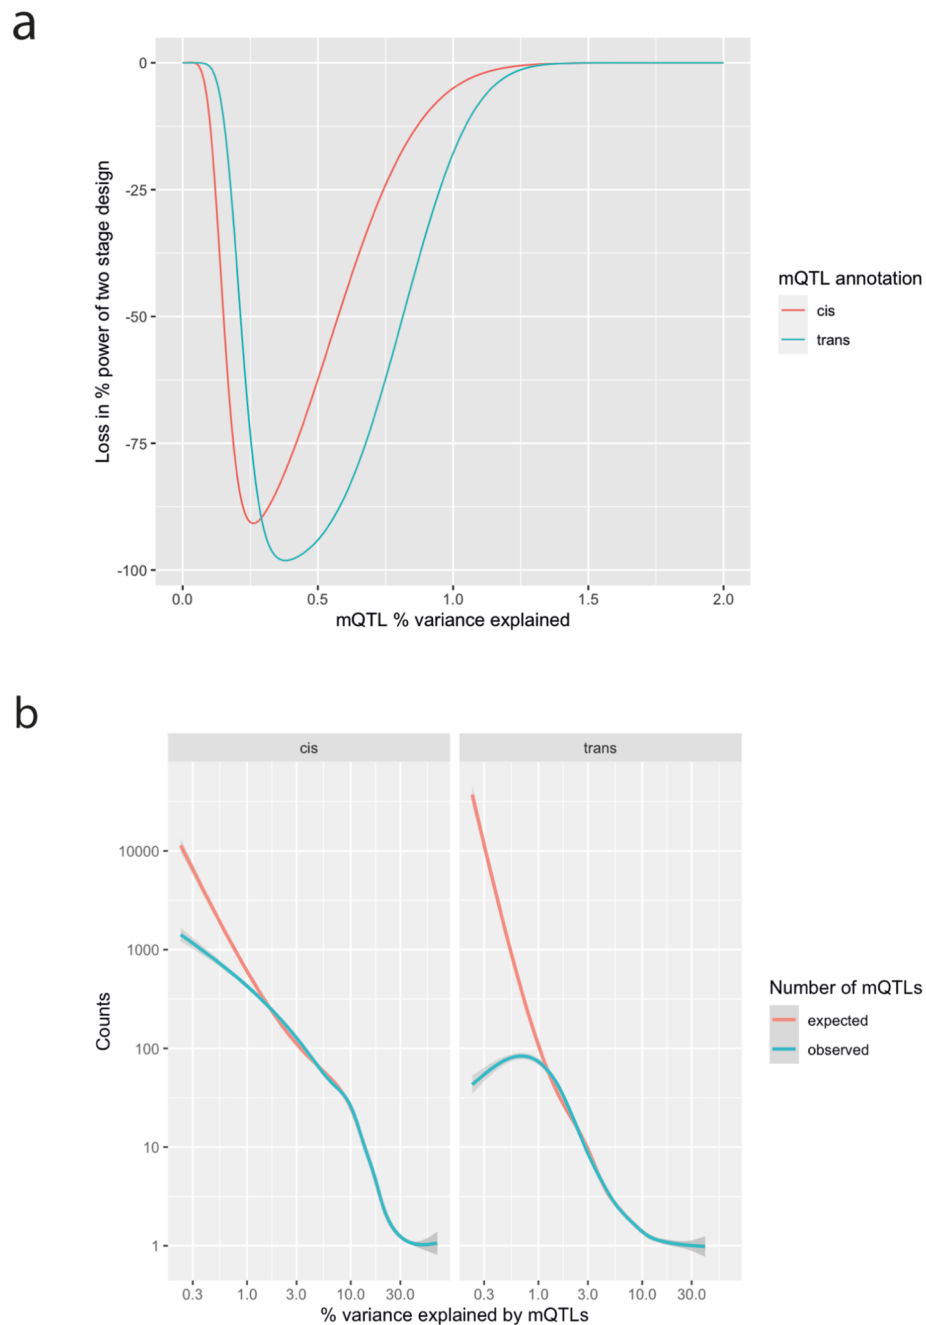 a
0
-25
-50
-75
-100
Loss in % power of two stage design
0.0 0.5 1.0 1.5 2.0
mQTL % variance explained
mQTL annotation
cis
trans
b
cis trans
10000
1000
100
10
1
Counts
0.3 1.0 3.0 10.0 30.0 0.3 1.0 3.0 10.0 30.0
% variance explained by mQTLs
Number of mQTLs
expected
observed